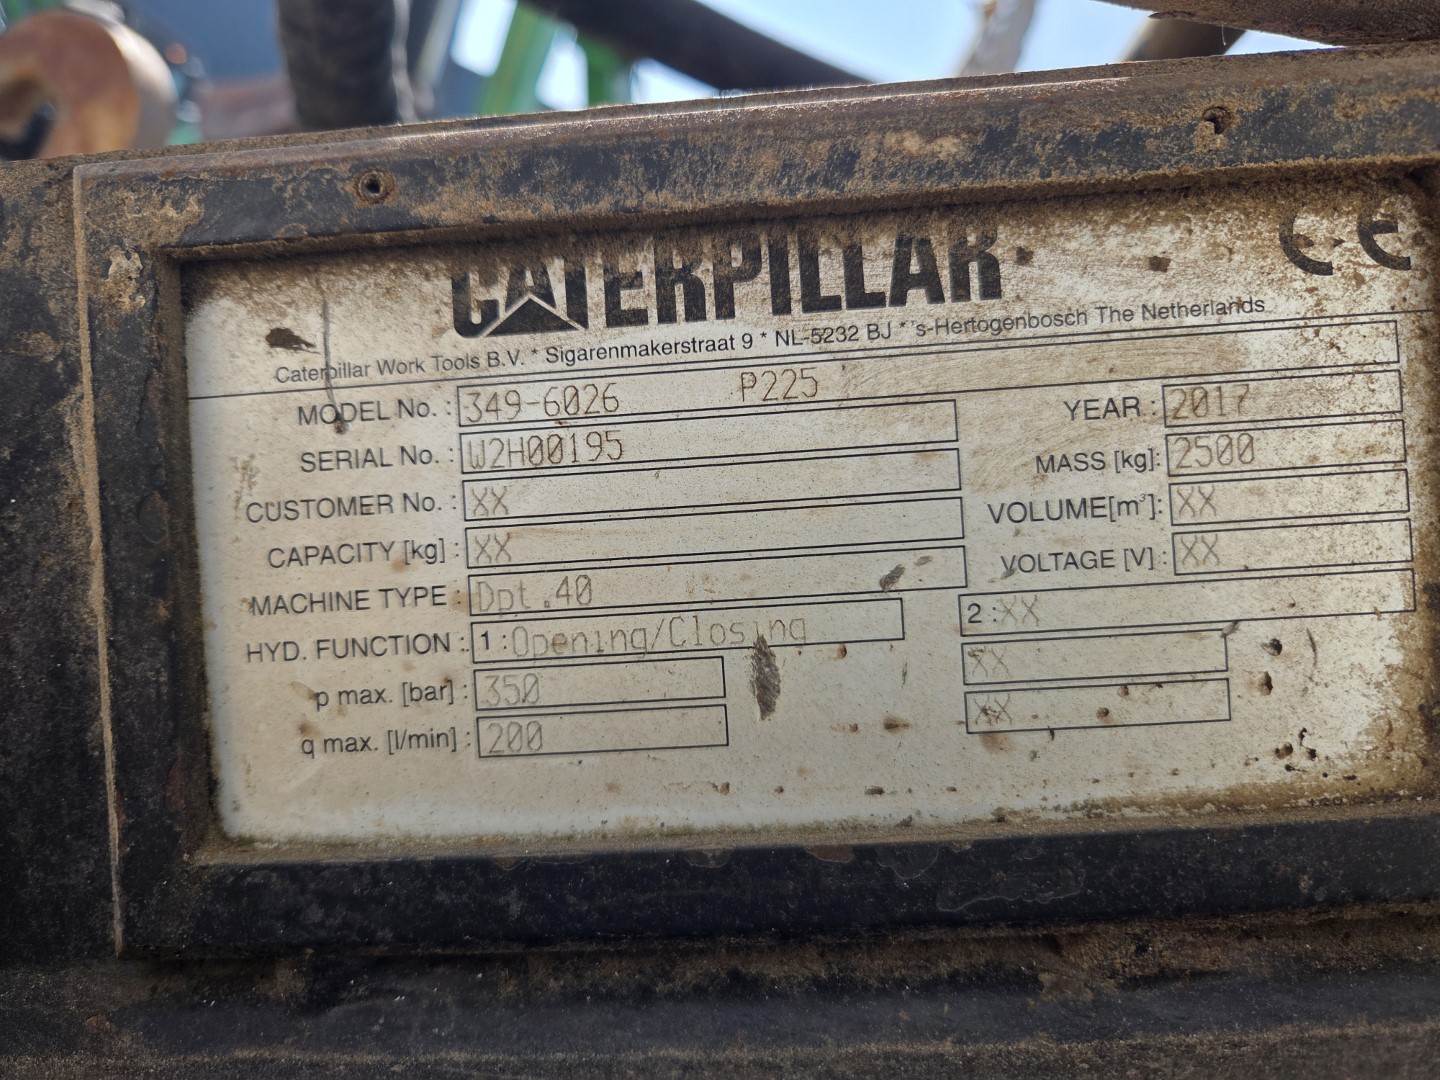 CATERPILLAR CE
Caterpillar Work Tools B.V. * Sigarenmakerstraat 9 * NL-5232 BJ * 's-Hertogenbosch The Netherlands
MODEL No. : 349-6026 P225 YEAR : 2017
SERIAL No. : W2H00195 MASS [kg]: 2500
CUSTOMER No. : XX VOLUME[m³]: XX
CAPACITY [kg] : XX VOLTAGE [V] : XX
MACHINE TYPE : Dpt.40
HYD. FUNCTION : 1 :Opening/Closing 2 :XX
p max. [bar] : 350 XX
q max. [l/min] : 200 XX